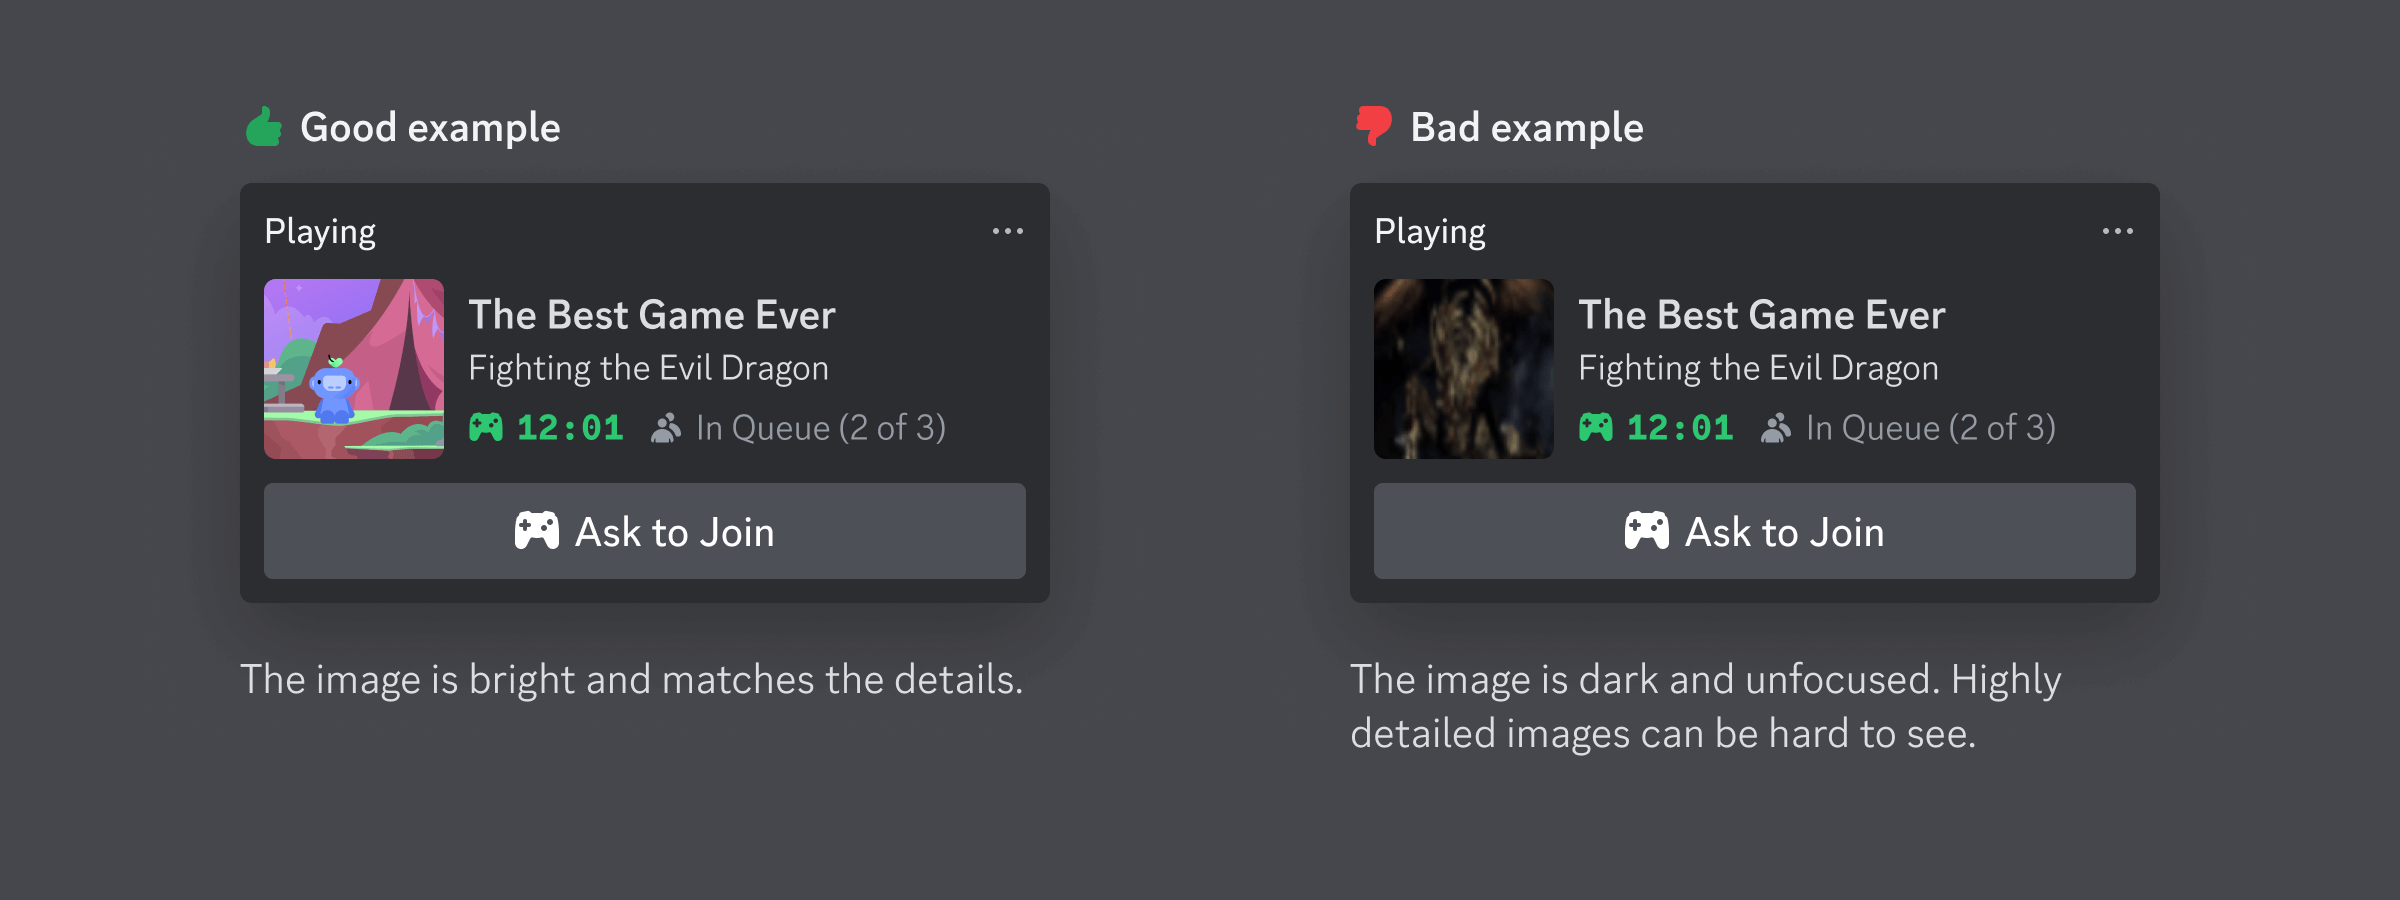 Good example
Playing
The Best Game Ever
Fighting the Evil Dragon
12:01 In Queue (2 of 3)
Ask to Join
The image is bright and matches the details.
Bad example
Playing
The Best Game Ever
Fighting the Evil Dragon
12:01 In Queue (2 of 3)
Ask to Join
The image is dark and unfocused. Highly
detailed images can be hard to see.